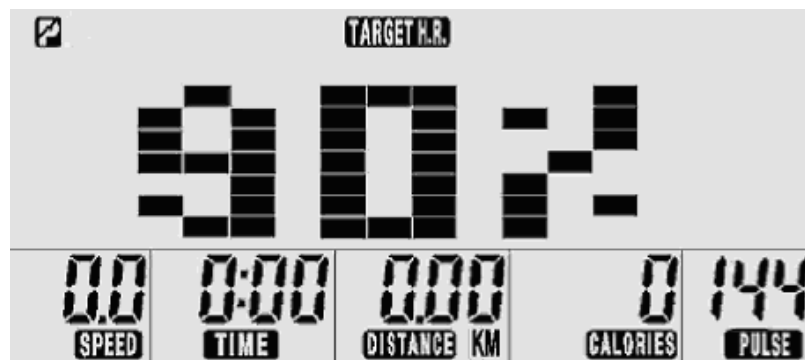 P TARGET H.R.
90%
0.0 0:00 0.00 0 144
SPEED TIME DISTANCE KM CALORIES PULSE